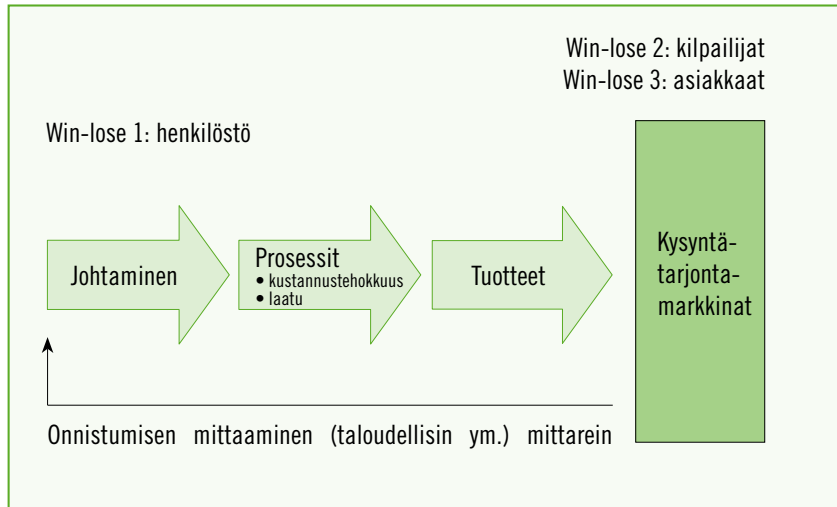 Win-lose 2: kilpailijat
Win-lose 3: asiakkaat
Win-lose 1: henkilöstö
Johtaminen
Prosessit
• kustannustehokkuus
• laatu
Tuotteet
Kysyntä-
tarjonta-
markkinat
Onnistumisen mittaaminen (taloudellisin ym.) mittarein